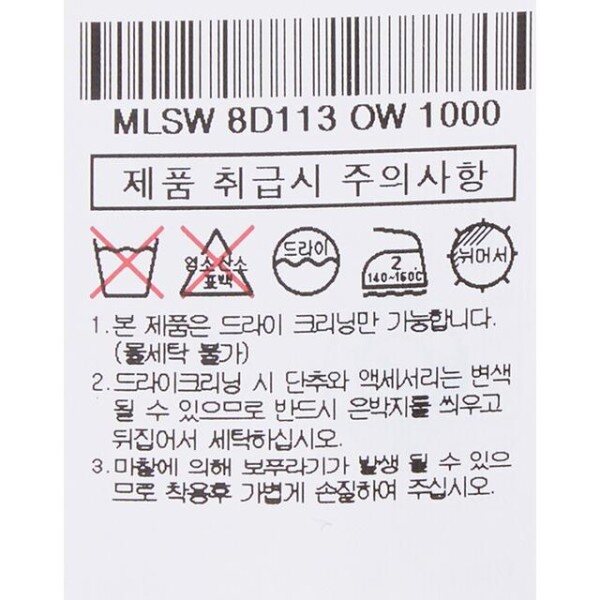 MLSW 8D113 OW 1000
제품 취급시 주의사항
염소산소 드라이 2 뉘어서
표백 140~160℃
1.본 제품은 드라이 크리닝만 가능합니다.
(물세탁 불가)
2.드라이크리닝 시 단추와 액세서리는 변색
될 수 있으므로 반드시 은박지를 씌우고
뒤집어서 세탁하십시오.
3.마찰에 의해 보푸라기가 발생 될 수 있으
므로 착용후 가볍게 손질하여 주십시오.